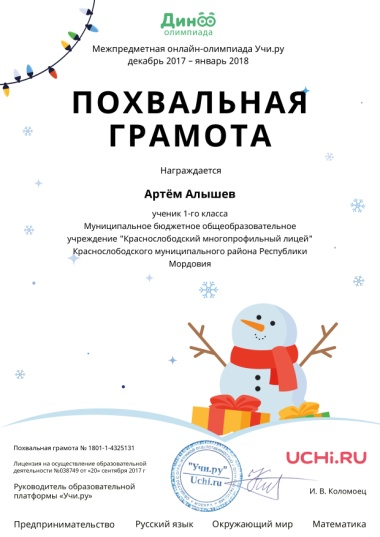 Дино
олимпиада
Межпредметная онлайн-олимпиада Учи.ру
декабрь 2017 – январь 2018
ПОХВАЛЬНАЯ
ГРАМОТА
Награждается
Артём Алышев
ученик 1-го класса
Муниципальное бюджетное общеобразовательное
учреждение "Краснослободский многопрофильный лицей"
Краснослободского муниципального района Республики
Мордовия
Похвальная грамота № 1801-1-4325131
Лицензия на осуществление образовательной
деятельности №038749 от «20» сентября 2017 г
Руководитель образовательной
платформы «Учи.ру»
"Учи.ру"
Uchi.ru
UCHi.RU
И. В. Коломоец
Предпринимательство Русский язык Окружающий мир Математика